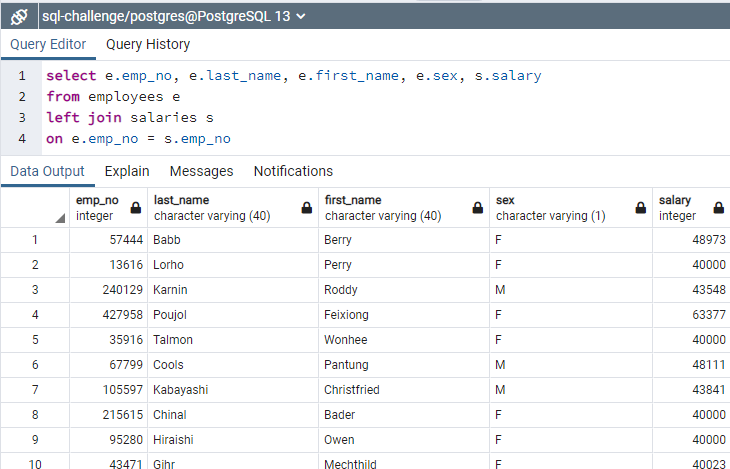 sql-challenge/postgres@PostgreSQL 13
Query Editor Query History
1 select e.emp_no, e.last_name, e.first_name, e.sex, s.salary
2 from employees e
3 left join salaries s
4 on e.emp_no = s.emp_no
Data Output Explain Messages Notifications
emp_no last_name first_name sex salary
integer character varying (40) character varying (40) character varying (1) integer
1 57444 Babb Berry F 48973
2 13616 Lorho Perry F 40000
3 240129 Karnin Roddy M 43548
4 427958 Poujol Feixiong F 63377
5 35916 Talmon Wonhee F 40000
6 67799 Cools Pantung M 48111
7 105597 Kabayashi Christfried M 43841
8 215615 Chinal Bader F 40000
9 95280 Hiraishi Owen F 40000
10 43471 Gihr Mechthild F 40023